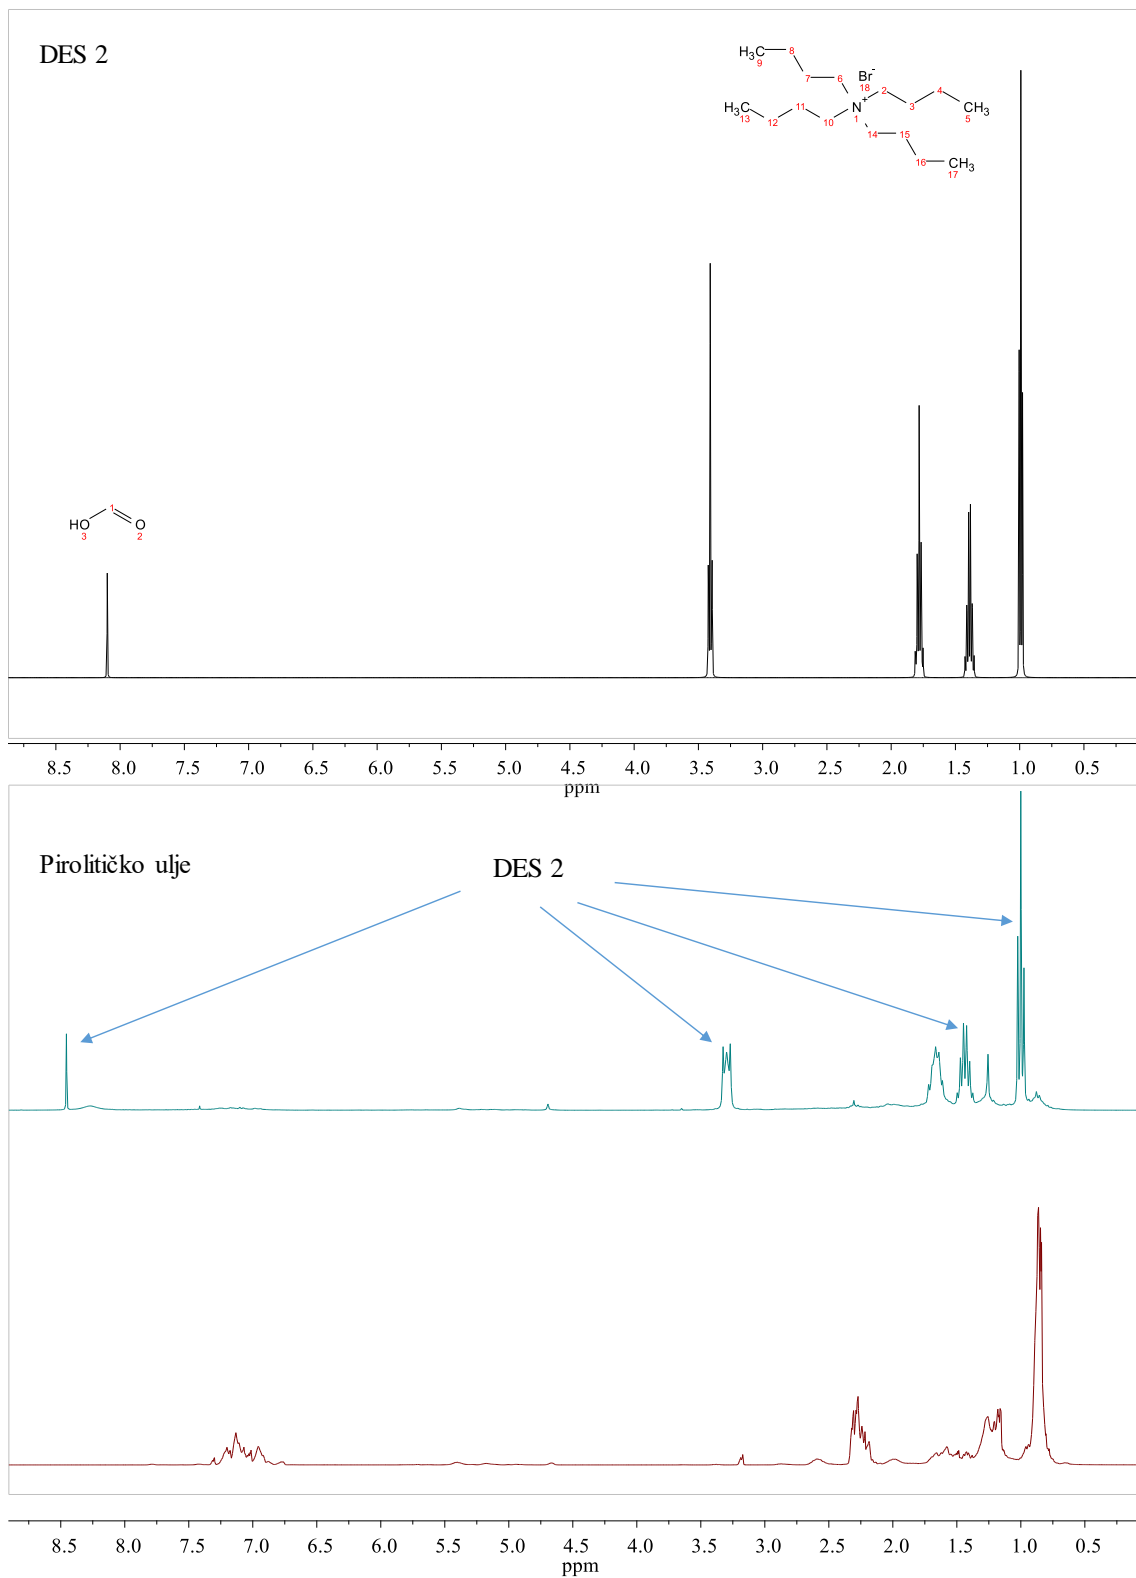 DES 2
H₃C 8
9
7 6
Br⁻
18
2 4
H₃C 11
13
12 10
N⁺
1
3 CH₃
5
14 15
16 CH₃
17
1
HO O
3 2
8.5 8.0 7.5 7.0 6.5 6.0 5.5 5.0 4.5 4.0 3.5 3.0 2.5 2.0 1.5 1.0 0.5
ppm
Pirolitičko ulje
DES 2
8.5 8.0 7.5 7.0 6.5 6.0 5.5 5.0 4.5 4.0 3.5 3.0 2.5 2.0 1.5 1.0 0.5
ppm